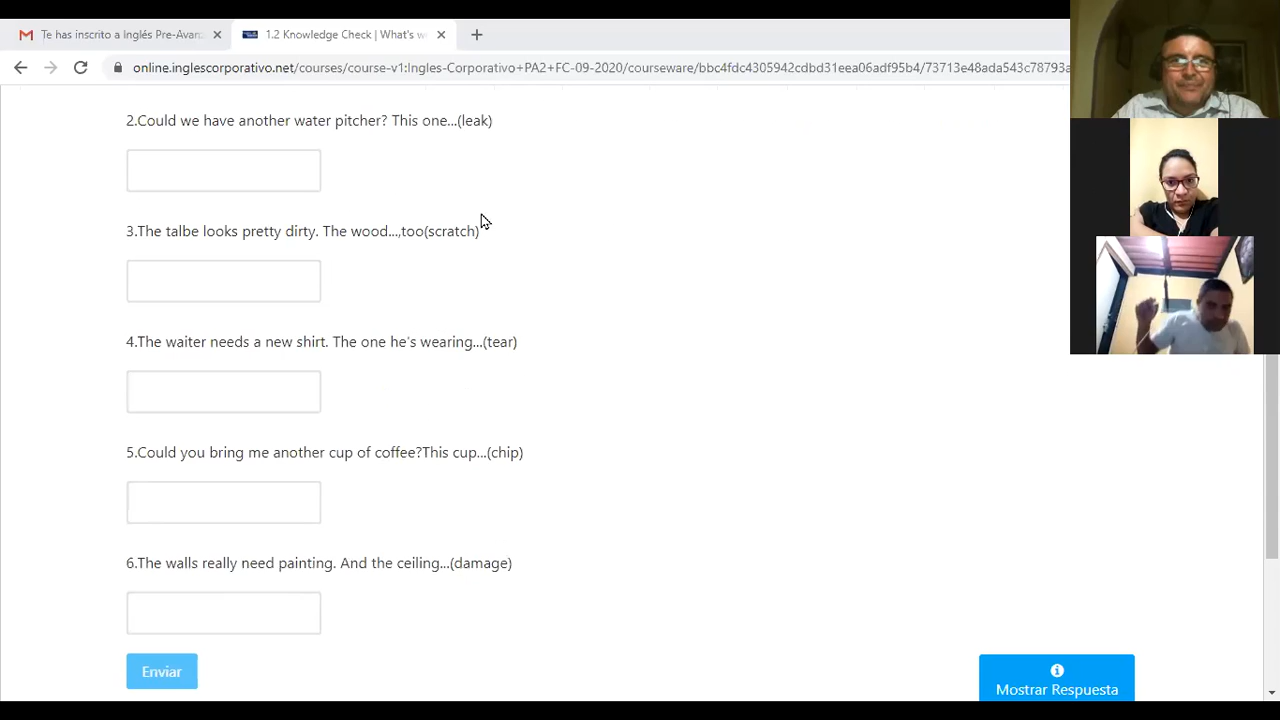 Te has inscrito a Inglés Pre-Avanz
1.2 Knowledge Check | What's w
online.inglescorporativo.net/courses/course-v1:Ingles-Corporativo+PA2+FC-09-2020/courseware/bbc4fdc4305942cdbd31eea06adf95b4/73713e48ada543c78793a
2.Could we have another water pitcher? This one...(leak)
3.The talbe looks pretty dirty. The wood...,too(scratch)
4.The waiter needs a new shirt. The one he's wearing...(tear)
5.Could you bring me another cup of coffee?This cup...(chip)
6.The walls really need painting. And the ceiling...(damage)
Enviar
Mostrar Respuesta